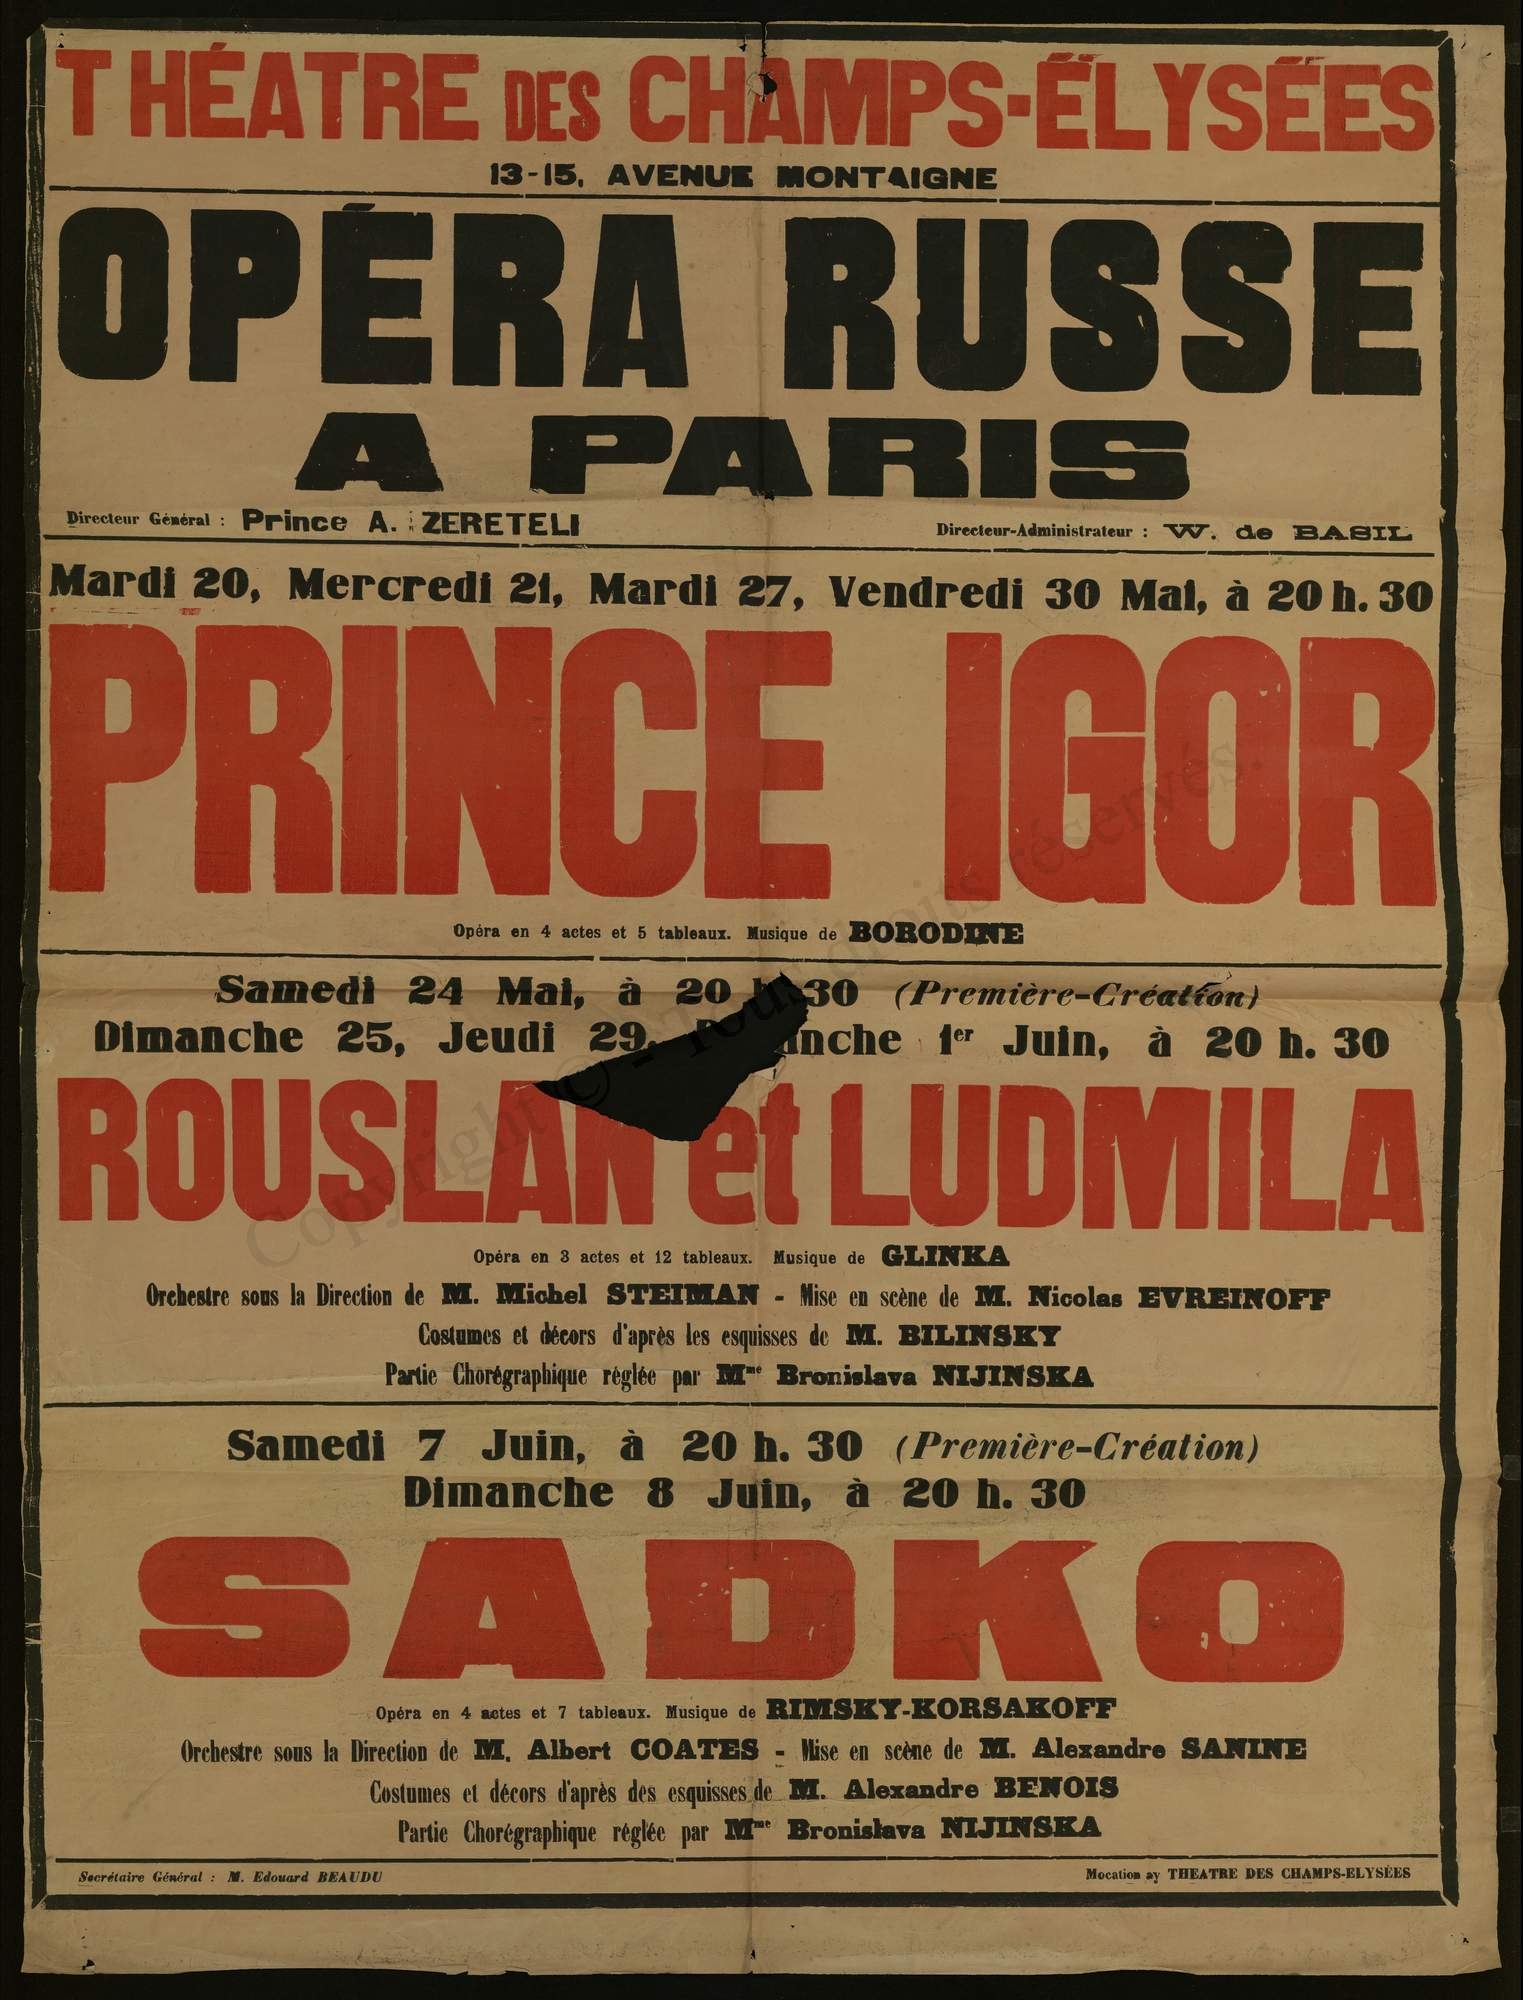 THÉATRE DES CHAMPS-ÉLYSÉES
13-15, AVENUE MONTAIGNE
OPÉRA RUSSE
A PARIS
Directeur Général : Prince A. ZERETELI
Directeur-Administrateur : W. de BASIL
Mardi 20, Mercredi 21, Mardi 27, Vendredi 30 Mai, à 20 h. 30
PRINCE IGOR
Opéra en 4 actes et 5 tableaux. Musique de BORODINE
Samedi 24 Mai, à 20 h 30 (Première-Création)
Dimanche 25, Jeudi 29, anche 1er Juin, à 20 h. 30
ROUSLAN et LUDMILA
Opéra en 3 actes et 12 tableaux. Musique de GLINKA
Orchestre sous la Direction de M. Michel STEIMAN - Mise en scène de M. Nicolas EVREINOFF
Costumes et décors d'après les esquisses de M. BILINSKY
Partie Chorégraphique réglée par Mme Bronislava NIJINSKA
Samedi 7 Juin, à 20 h. 30 (Première-Création)
Dimanche 8 Juin, à 20 h. 30
SADKO
Opéra en 4 actes et 7 tableaux. Musique de RIMSKY-KORSAKOFF
Orchestre sous la Direction de M. Albert COATES - Mise en scène de M. Alexandre SANINE
Costumes et décors d'après des esquisses de M. Alexandre BENOIS
Partie Chorégraphique réglée par Mme Bronislava NIJINSKA
Secrétaire Général : M. Edouard BEAUDU
Mocation ay THEATRE DES CHAMPS-ELYSÉES
Copyright © - Tous droits réservés.